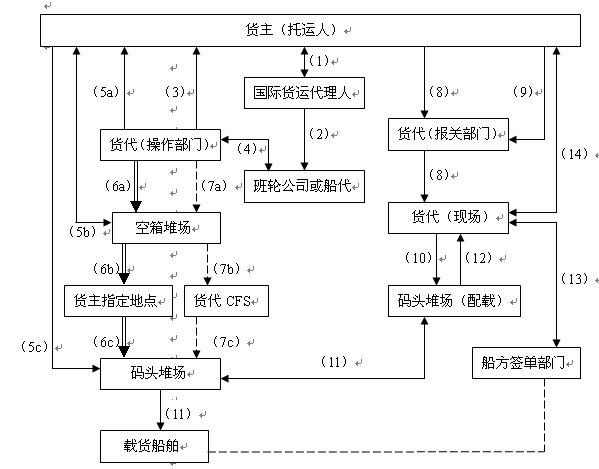 货主（托运人）
（1）
（5a）
（3）
（8）
（9）
国际货运代理人
（2）
货代（操作部门）
货代（报关部门）
（4）
（14）
（6a）
（7a）
班轮公司或船代
（8）
空箱堆场
货代（现场）
（5b）
（6b）
（7b）
（10）
（12）
（13）
货主指定地点
货代 CFS
码头堆场（配载）
（5c）
（6c）
（7c）
（11）
码头堆场
船方签单部门
（11）
载货船舶